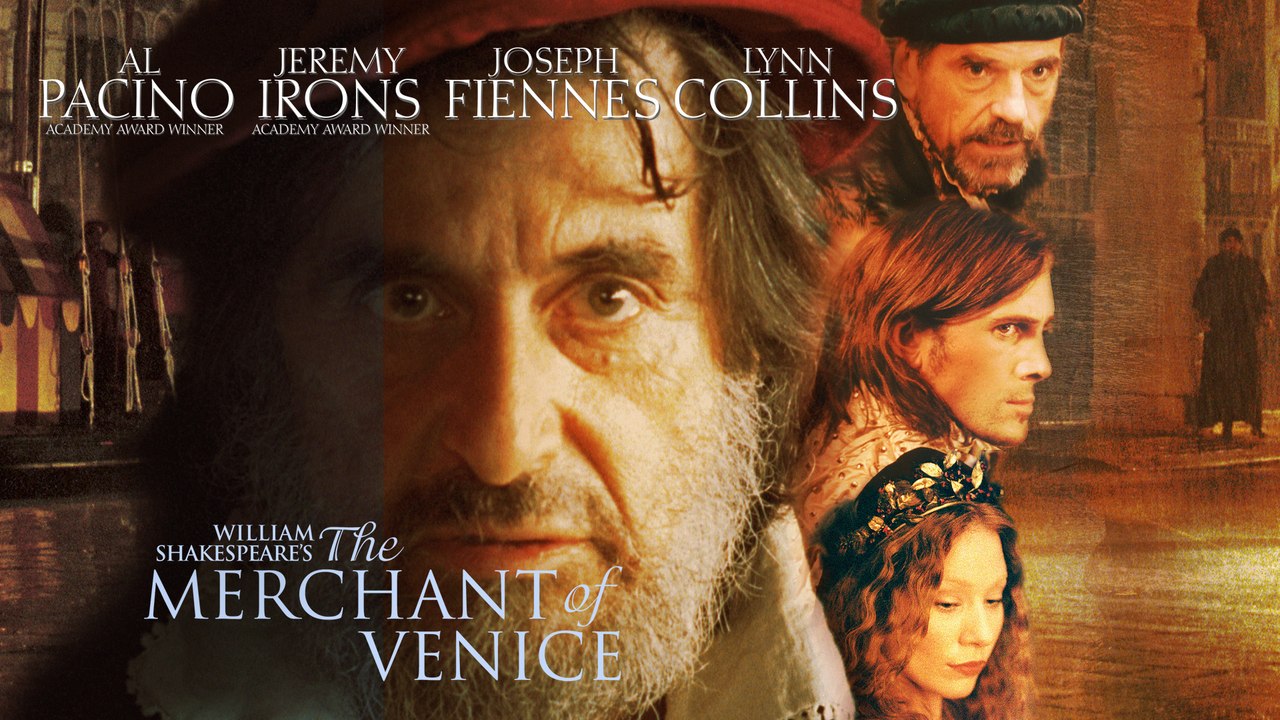 AL JEREMY JOSEPH LYNN
PACINO IRONS FIENNES COLLINS
ACADEMY AWARD WINNER ACADEMY AWARD WINNER
WILLIAM
SHAKESPEARE'S The
MERCHANT of
VENICE